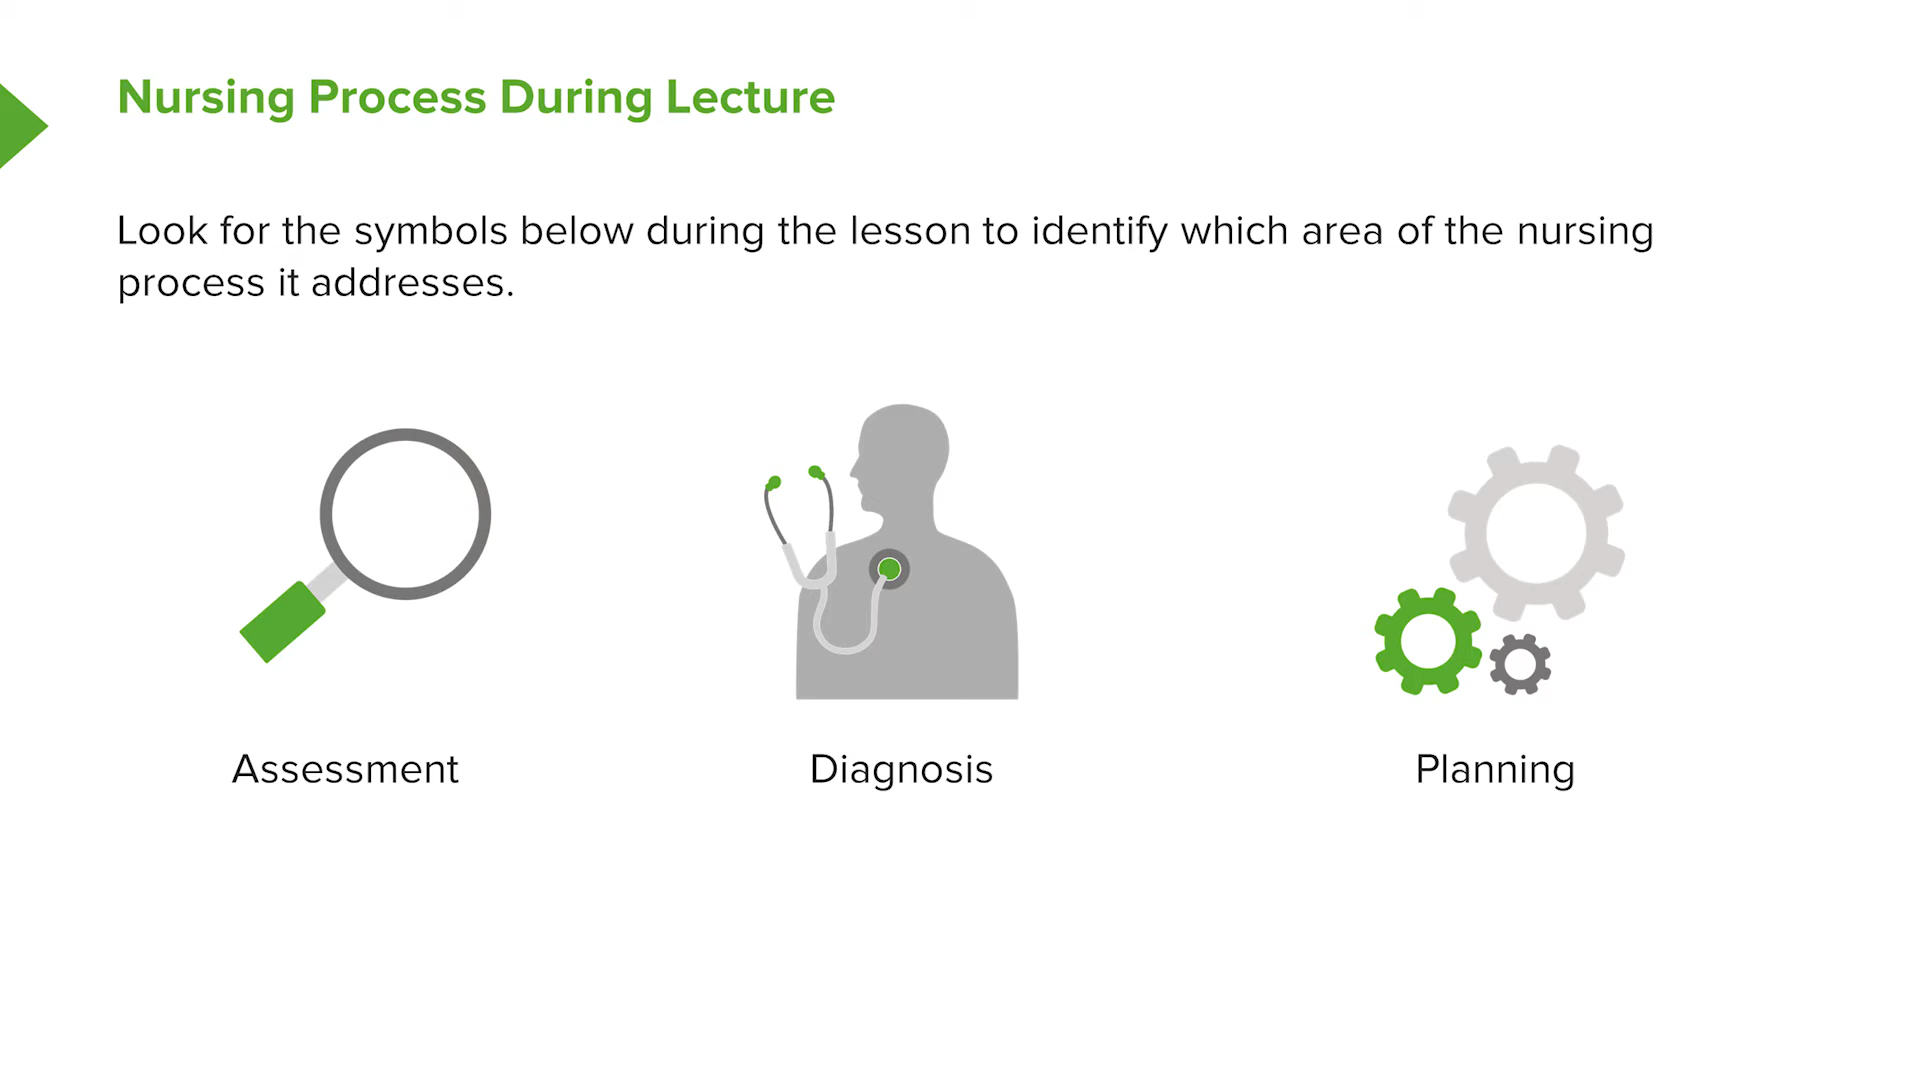 Nursing Process During Lecture
Look for the symbols below during the lesson to identify which area of the nursing
process it addresses.
Assessment
Diagnosis
Planning